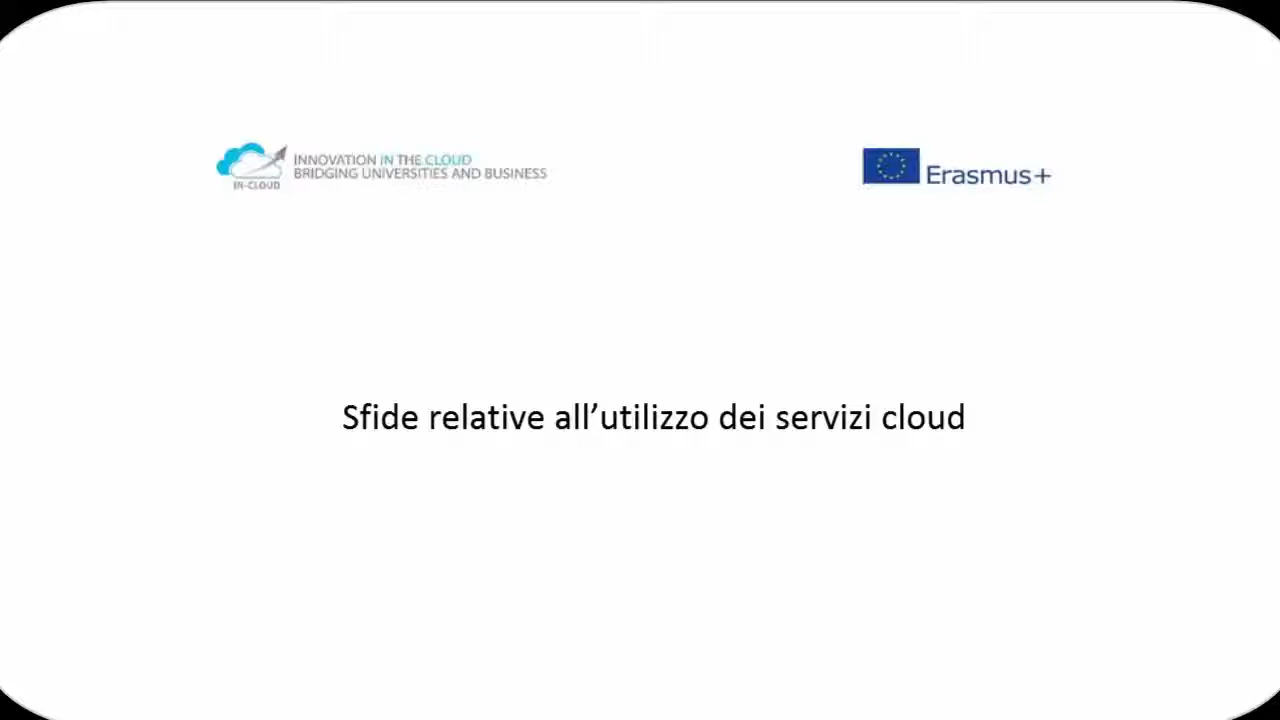 INNOVATION IN THE CLOUD
BRIDGING UNIVERSITIES AND BUSINESS
IN-CLOUD
Erasmus+
Sfide relative all’utilizzo dei servizi cloud